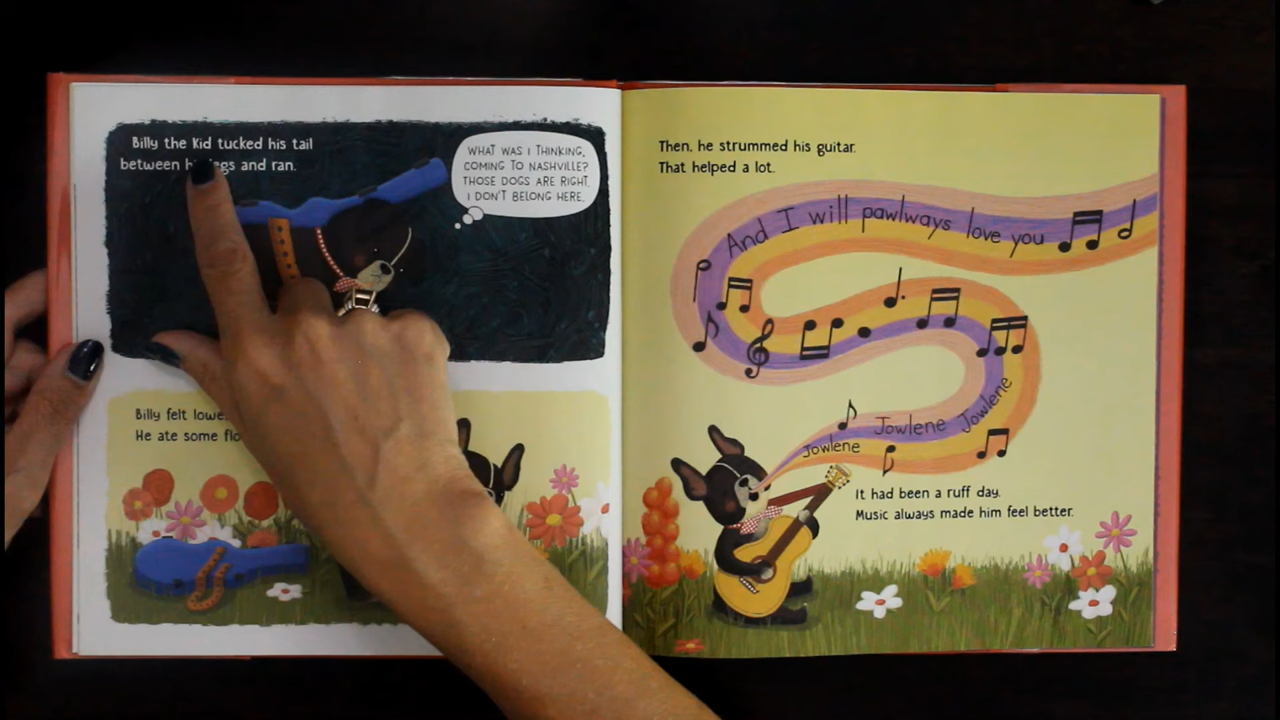 Billy the Kid tucked his tail
between legs and ran.
WHAT WAS I THINKING,
COMING TO NASHVILLE?
THOSE DOGS ARE RIGHT.
I DON'T BELONG HERE.
Billy felt
He ate some
Then, he strummed his guitar.
That helped a lot.
And I will pawlways love you
Jowlene Jowlene Jowlene
It had been a ruff day.
Music always made him feel better.